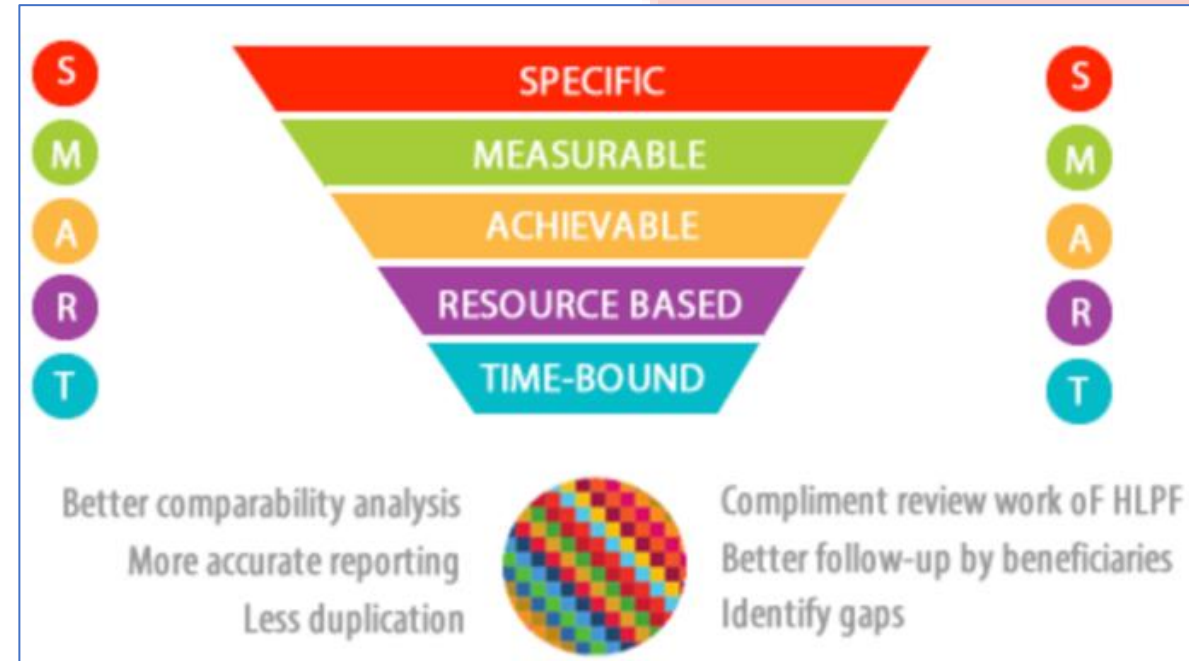 S
SPECIFIC
S
M
MEASURABLE
M
A
ACHIEVABLE
A
R
RESOURCE BASED
R
T
TIME-BOUND
T
Better comparability analysis
More accurate reporting
Less duplication
Compliment review work oF HLPF
Better follow-up by beneficiaries
Identify gaps